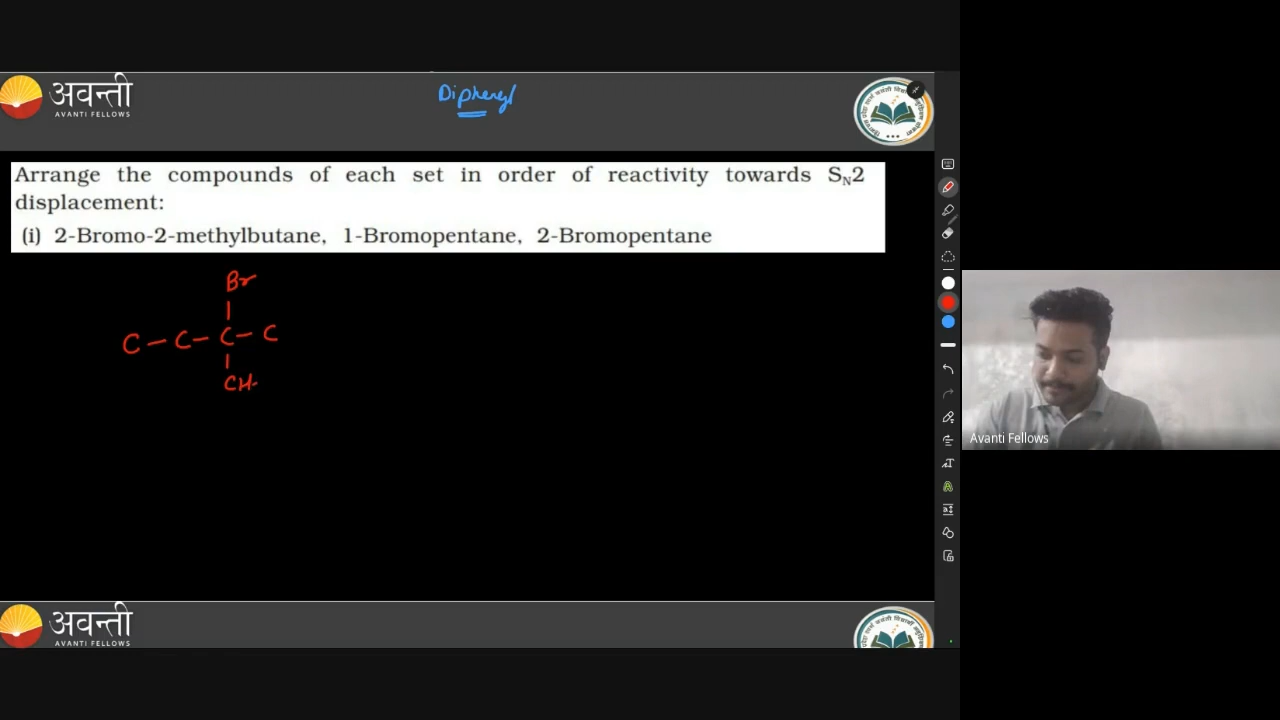 अवन्ती
AVANTI FELLOWS
Diphenyl
Arrange the compounds of each set in order of reactivity towards SN2
displacement:
(i) 2-Bromo-2-methylbutane, 1-Bromopentane, 2-Bromopentane
Br
C - C - C - C
CH-
Avanti Fellows
अवन्ती
AVANTI FELLOWS